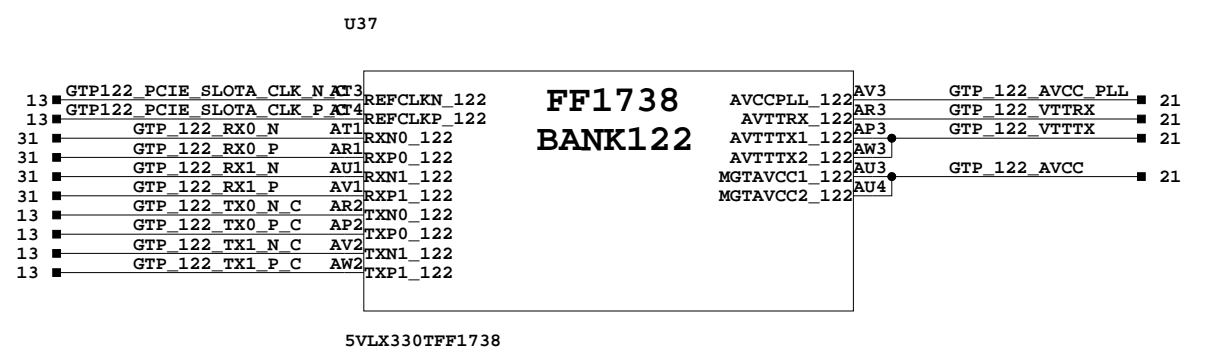 U37
FF1738
BANK122
13 GTP122_PCIE_SLOTA_CLK_N AT3 REFCLKN_122
13 GTP122_PCIE_SLOTA_CLK_P AT4 REFCLKP_122
31 GTP_122_RX0_N AT1 RXN0_122
31 GTP_122_RX0_P AR1 RXP0_122
31 GTP_122_RX1_N AU1 RXN1_122
31 GTP_122_RX1_P AV1 RXP1_122
13 GTP_122_TX0_N_C AR2 TXN0_122
13 GTP_122_TX0_P_C AP2 TXP0_122
13 GTP_122_TX1_N_C AV2 TXN1_122
13 GTP_122_TX1_P_C AW2 TXP1_122
AVCCPLL_122 AV3 GTP_122_AVCC_PLL 21
AVTTRX_122 AR3 GTP_122_VTTRX 21
AVTTTX1_122 AP3 GTP_122_VTTTX 21
AVTTTX2_122 AW3
MGTAVCC1_122 AU3 GTP_122_AVCC 21
MGTAVCC2_122 AU4
5VLX330TFF1738